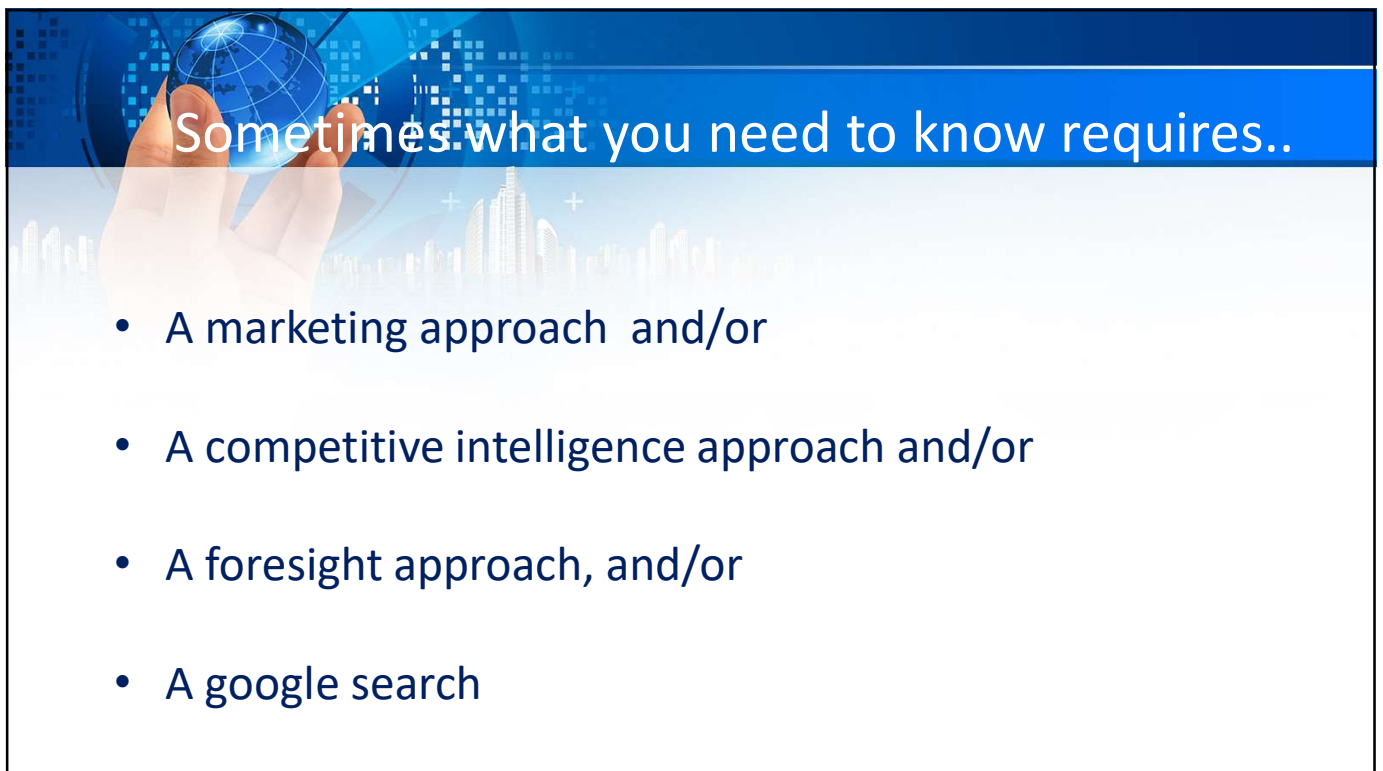 Sometimes what you need to know requires..
• A marketing approach  and/or
• A competitive intelligence approach and/or
• A foresight approach, and/or
• A google search